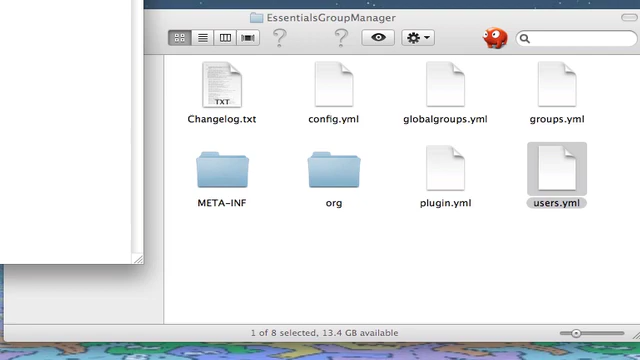 EssentialsGroupManager
TXT
Changelog.txt
config.yml
globalgroups.yml
groups.yml
META-INF
org
plugin.yml
users.yml
1 of 8 selected, 13.4 GB available